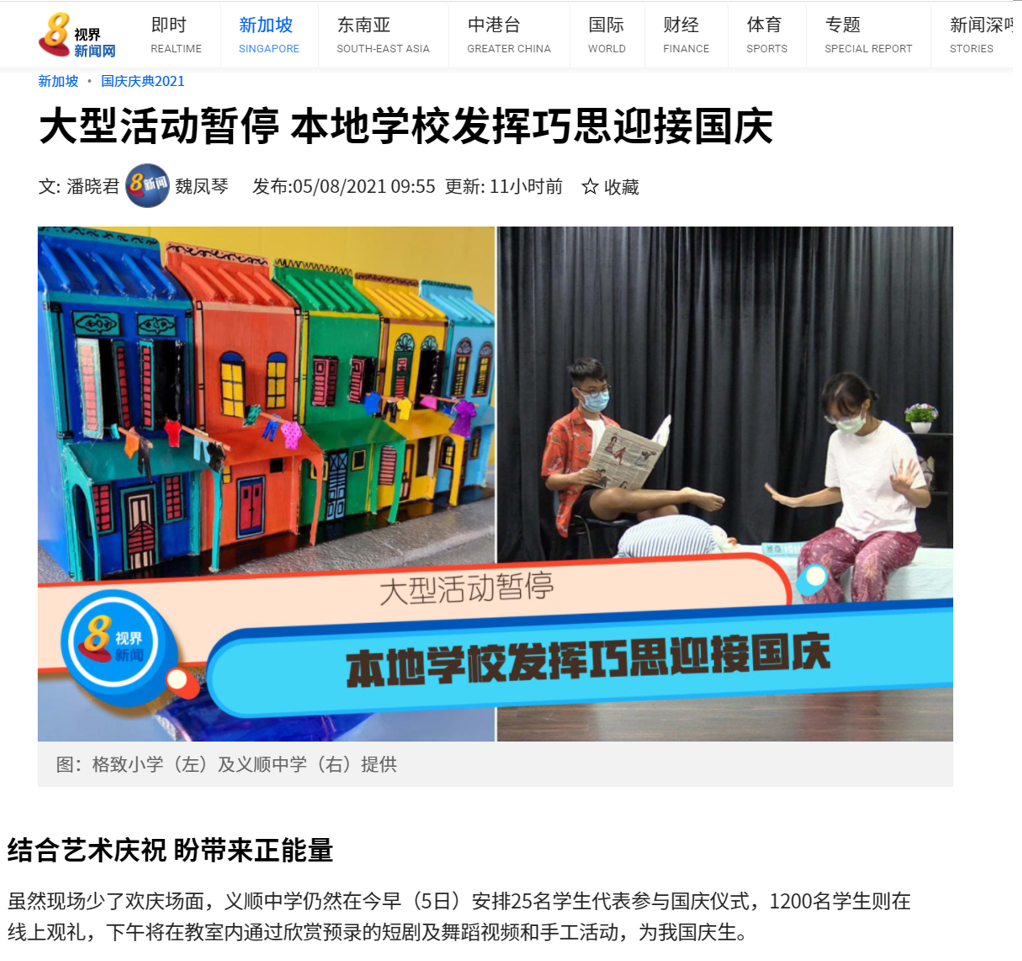 8视界新闻网
即时 新加坡 东南亚 中港台 国际 财经 体育 专题 新闻深
REALTIME SINGAPORE SOUTH-EAST ASIA GREATER CHINA WORLD FINANCE SPORTS SPECIAL REPORT STORIES
新加坡 • 国庆庆典2021
大型活动暂停 本地学校发挥巧思迎接国庆
文: 潘晓君 8新闻 魏凤琴 发布:05/08/2021 09:55 更新: 11小时前 ☆ 收藏
大型活动暂停
8视界新闻
本地学校发挥巧思迎接国庆
图：格致小学（左）及义顺中学（右）提供
结合艺术庆祝 盼带来正能量
虽然现场少了欢庆场面，义顺中学仍然在今早（5日）安排25名学生代表参与国庆仪式，1200名学生则在
线上观礼，下午将在教室内通过欣赏预录的短剧及舞蹈视频和手工活动，为我国庆生。